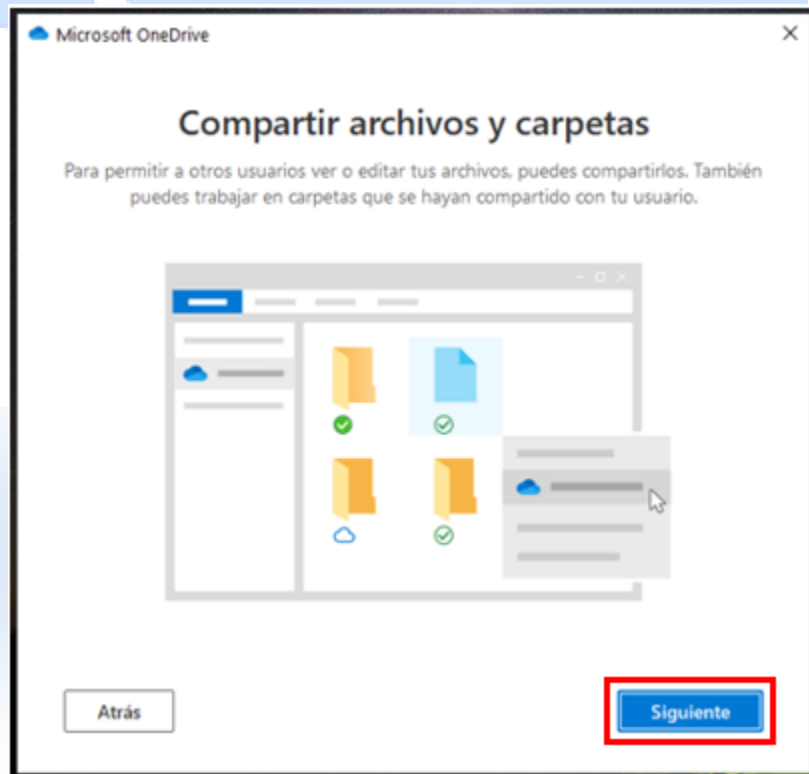 Microsoft OneDrive
Compartir archivos y carpetas
Para permitir a otros usuarios ver o editar tus archivos, puedes compartirlos. También
puedes trabajar en carpetas que se hayan compartido con tu usuario.
Atrás
Siguiente